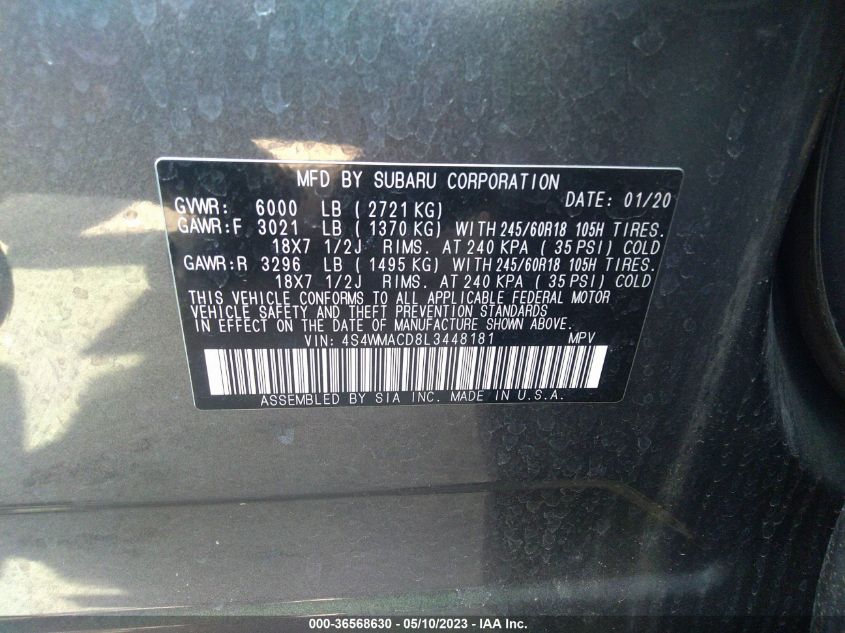 MFD BY SUBARU CORPORATION DATE: 01/20
GVWR: 6000 LB ( 2721 KG)
GAWR:F 3021 LB ( 1370 KG) WITH 245/60R18 105H TIRES.
18X7 1/2J RIMS. AT 240 KPA ( 35 PSI) COLD
GAWR:R 3296 LB ( 1495 KG) WITH 245/60R18 105H TIRES.
18X7 1/2J RIMS. AT 240 KPA ( 35 PSI) COLD
THIS VEHICLE CONFORMS TO ALL APPLICABLE FEDERAL MOTOR
VEHICLE SAFETY AND THEFT PREVENTION STANDARDS
IN EFFECT ON THE DATE OF MANUFACTURE SHOWN ABOVE.
VIN: 4S4WMACD8L3448181 MPV
ASSEMBLED BY SIA INC. MADE IN U.S.A.
000-36568630 - 05/10/2023 - IAA Inc.